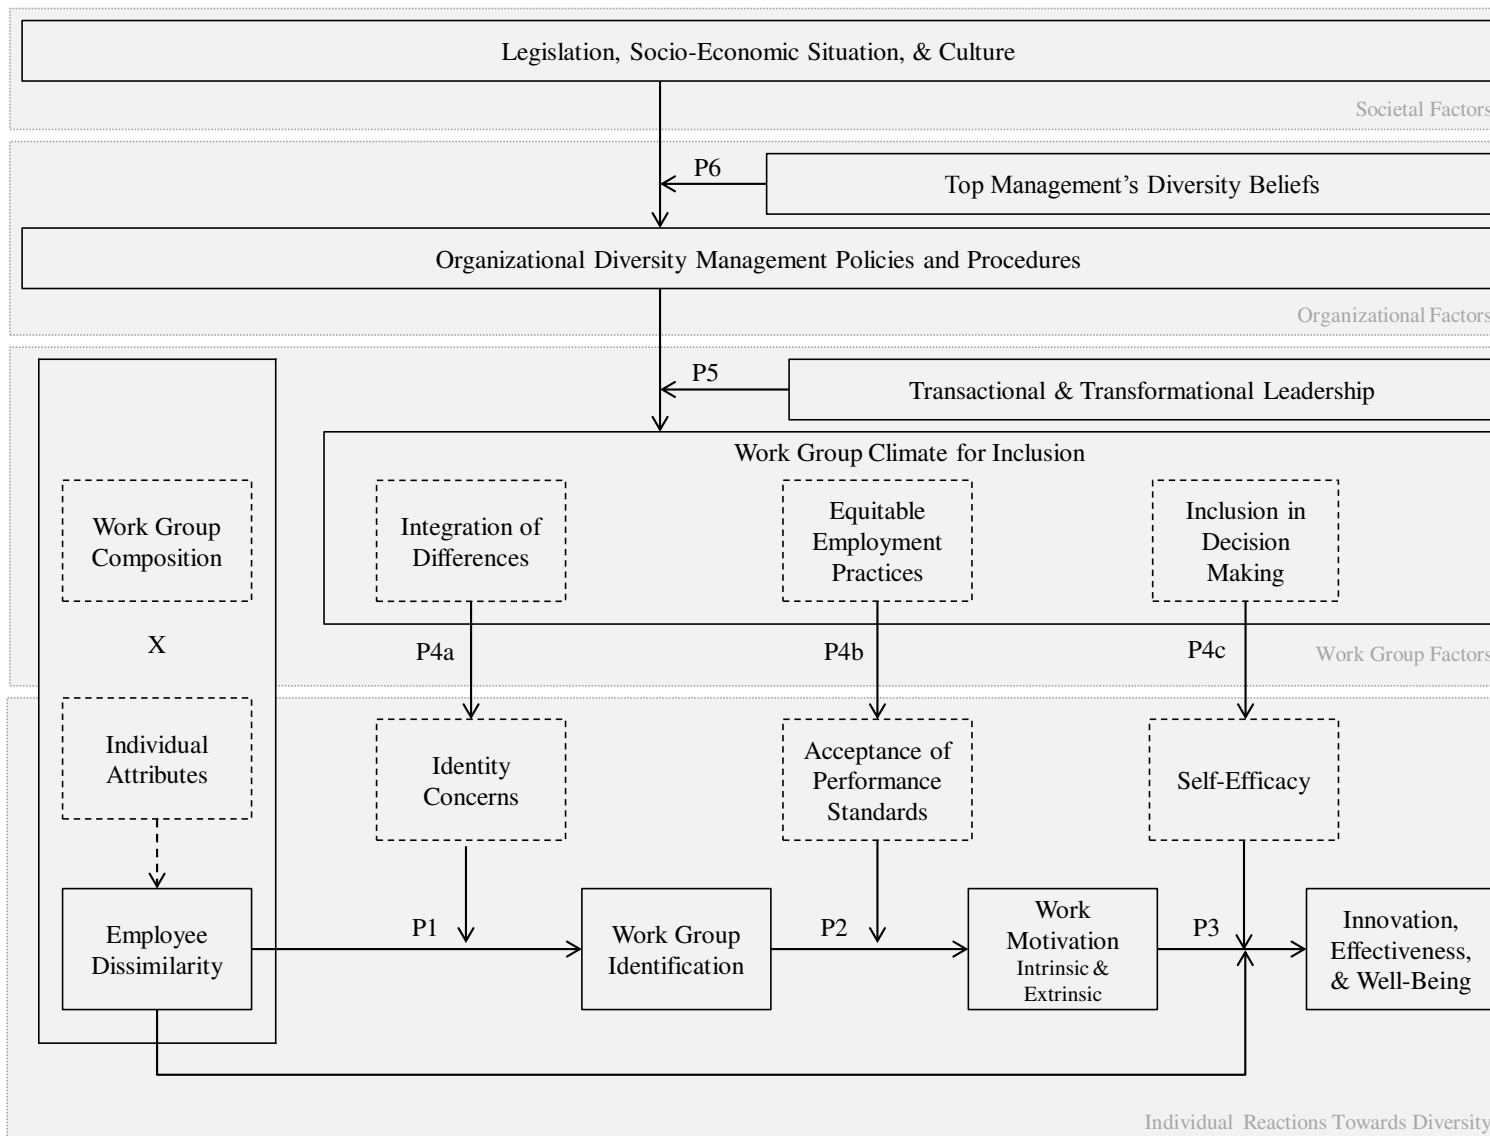 Legislation, Socio-Economic Situation, & Culture
Societal Factors
P6
Top Management’s Diversity Beliefs
Organizational Diversity Management Policies and Procedures
Organizational Factors
P5
Transactional & Transformational Leadership
Work Group Climate for Inclusion
Work Group
Composition
Integration of
Differences
Equitable
Employment
Practices
Inclusion in
Decision
Making
X
P4a
P4b
P4c
Work Group Factors
Individual
Attributes
Identity
Concerns
Acceptance of
Performance
Standards
Self-Efficacy
Employee
Dissimilarity
P1
Work Group
Identification
P2
Work
Motivation
Intrinsic &
Extrinsic
P3
Innovation,
Effectiveness,
& Well-Being
Individual Reactions Towards Diversity